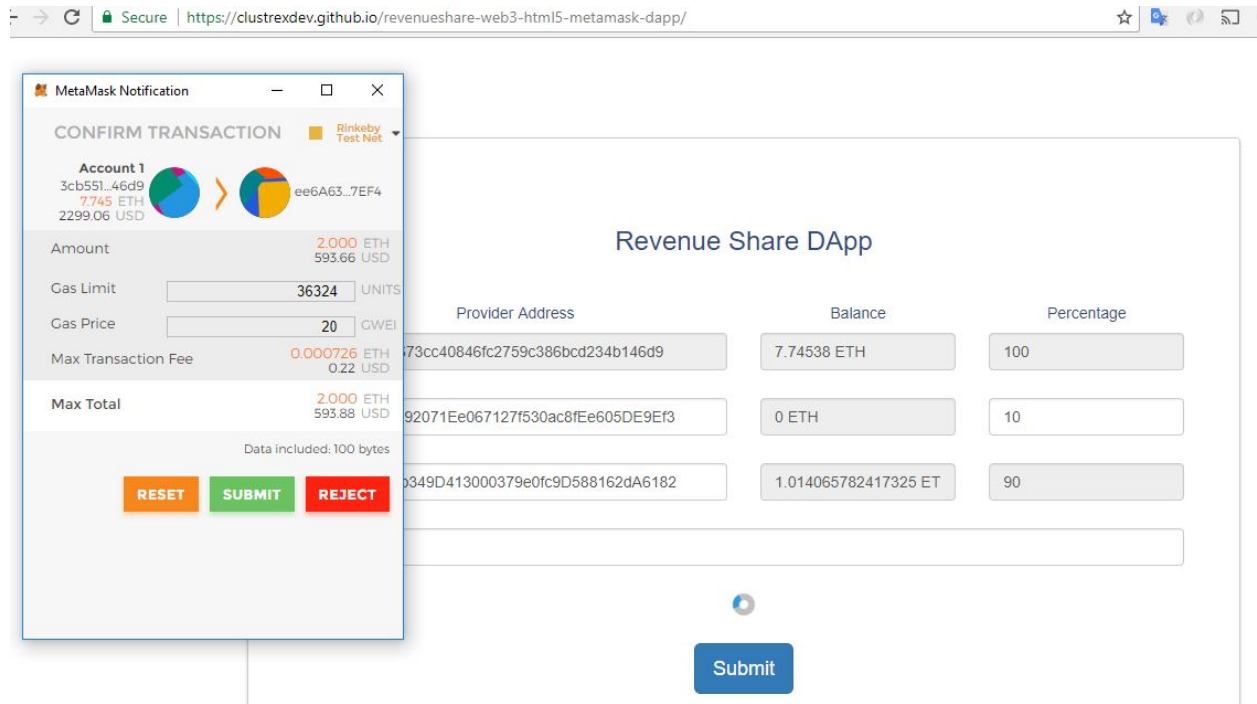 Secure | https://clustrexdev.github.io/revenueshare-web3-html5-metamask-dapp/
MetaMask Notification
CONFIRM TRANSACTION
Rinkeby
Test Net
Account 1
3cb551...46d9
7.745 ETH
2299.06 USD
ee6A63...7EF4
Amount
2.000 ETH
593.66 USD
Gas Limit
36324 UNITS
Gas Price
20 GWEI
Max Transaction Fee
0.000726 ETH
0.22 USD
Max Total
2.000 ETH
593.88 USD
Data included: 100 bytes
RESET SUBMIT REJECT
Revenue Share DApp
Provider Address Balance Percentage
73cc40846fc2759c386bcd234b146d9 7.74538 ETH 100
92071Ee067127f530ac8fEe605DE9Ef3 0 ETH 10
349D413000379e0fc9D588162dA6182 1.014065782417325 ET 90
Submit